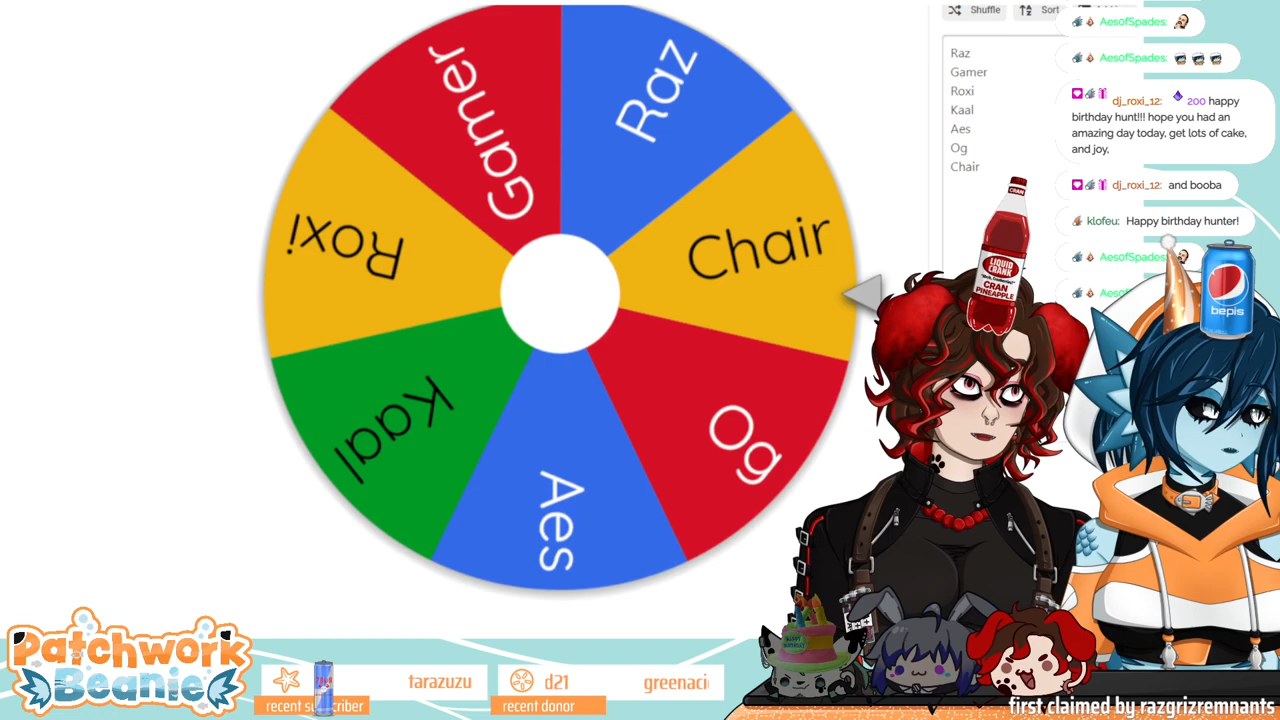 Shuffle
Sort
Raz
Gamer
Roxi
Kaal
Aes
Og
Chair
Gamer
Raz
Roxi
Chair
Kaal
Og
Aes
AesofSpades:
AesofSpades:
dj_roxi_12: 200 happy
birthday hunt!!! hope you had an
amazing day today, get lots of cake,
and joy,
dj_roxi_12: and booba
klofeu: Happy birthday hunter!
AesofSpades:
CRAN
LIQUID
CRANK
CRAN
PINEAPPLE
bepis
Patchwork
Beanie
tarazuzu
recent subscriber
d21
greenaci
recent donor
first claimed by razgrizremnants